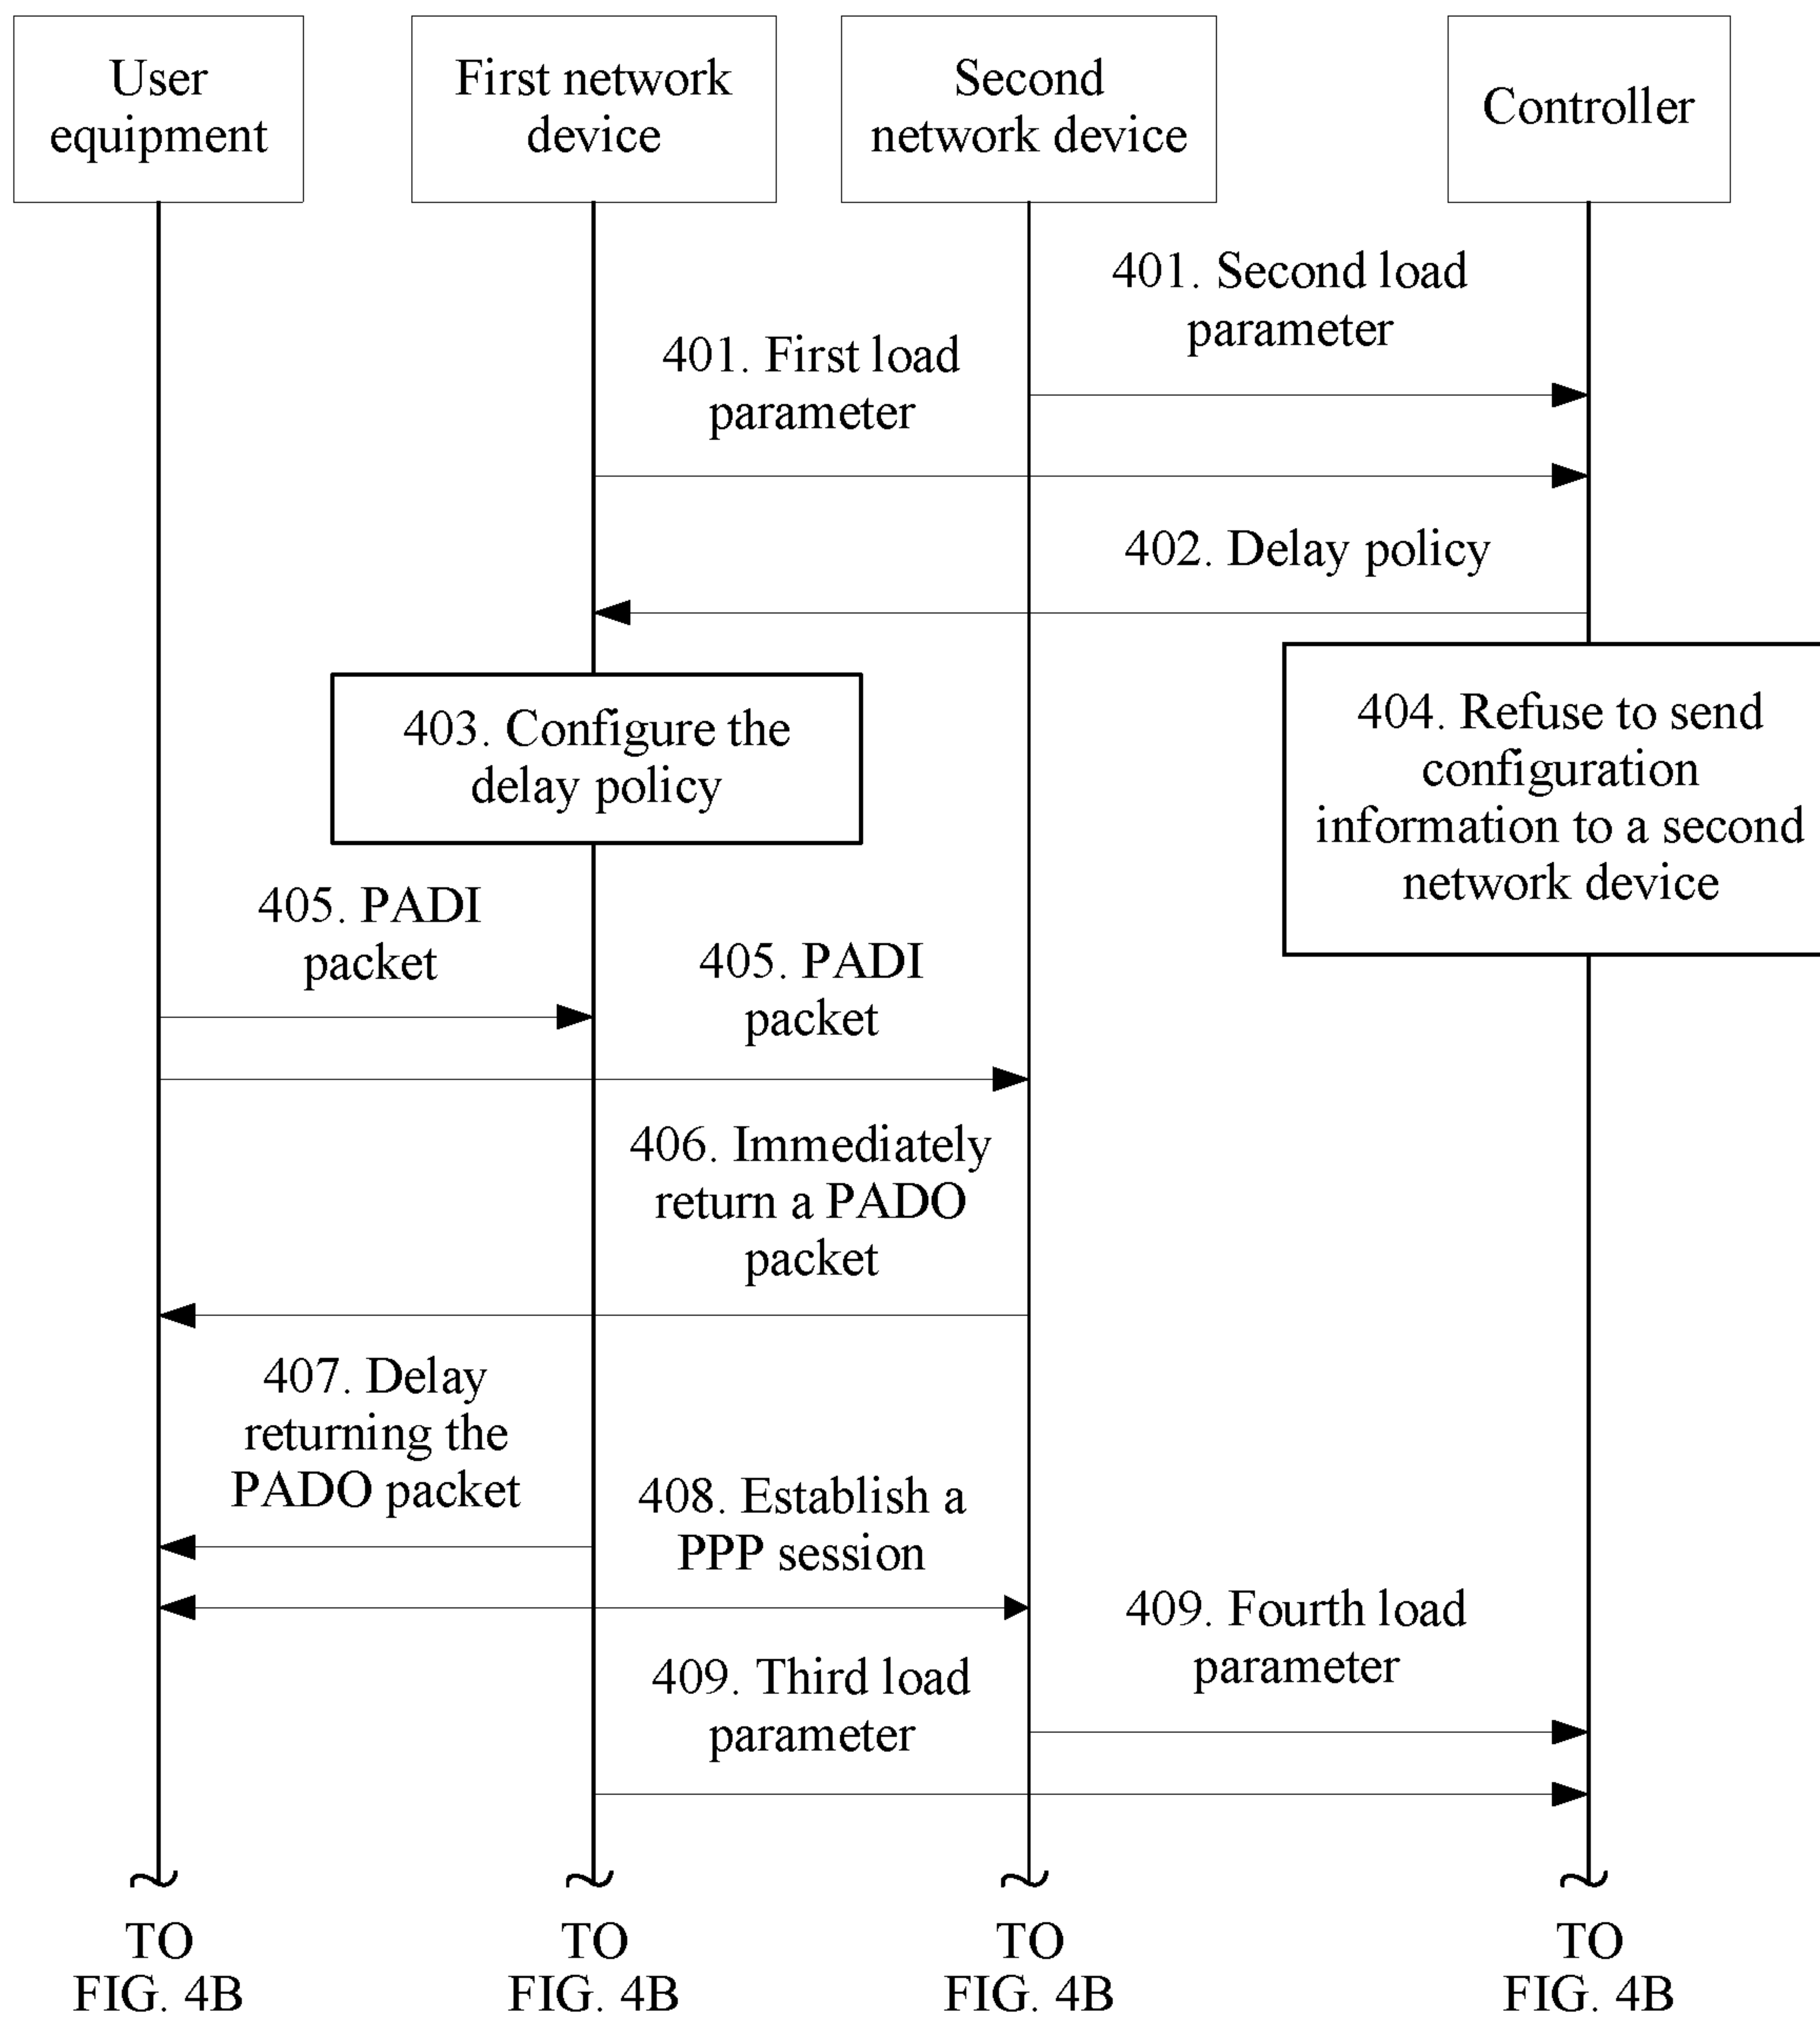 User
equipment
First network
device
Second
network device
Controller
401. Second load
parameter
401. First load
parameter
402. Delay policy
403. Configure the
delay policy
404. Refuse to send
configuration
information to a second
network device
405. PADI
packet
405. PADI
packet
406. Immediately
return a PADO
packet
407. Delay
returning the
PADO packet
408. Establish a
PPP session
409. Fourth load
parameter
409. Third load
parameter
TO
FIG. 4B
TO
FIG. 4B
TO
FIG. 4B
TO
FIG. 4B